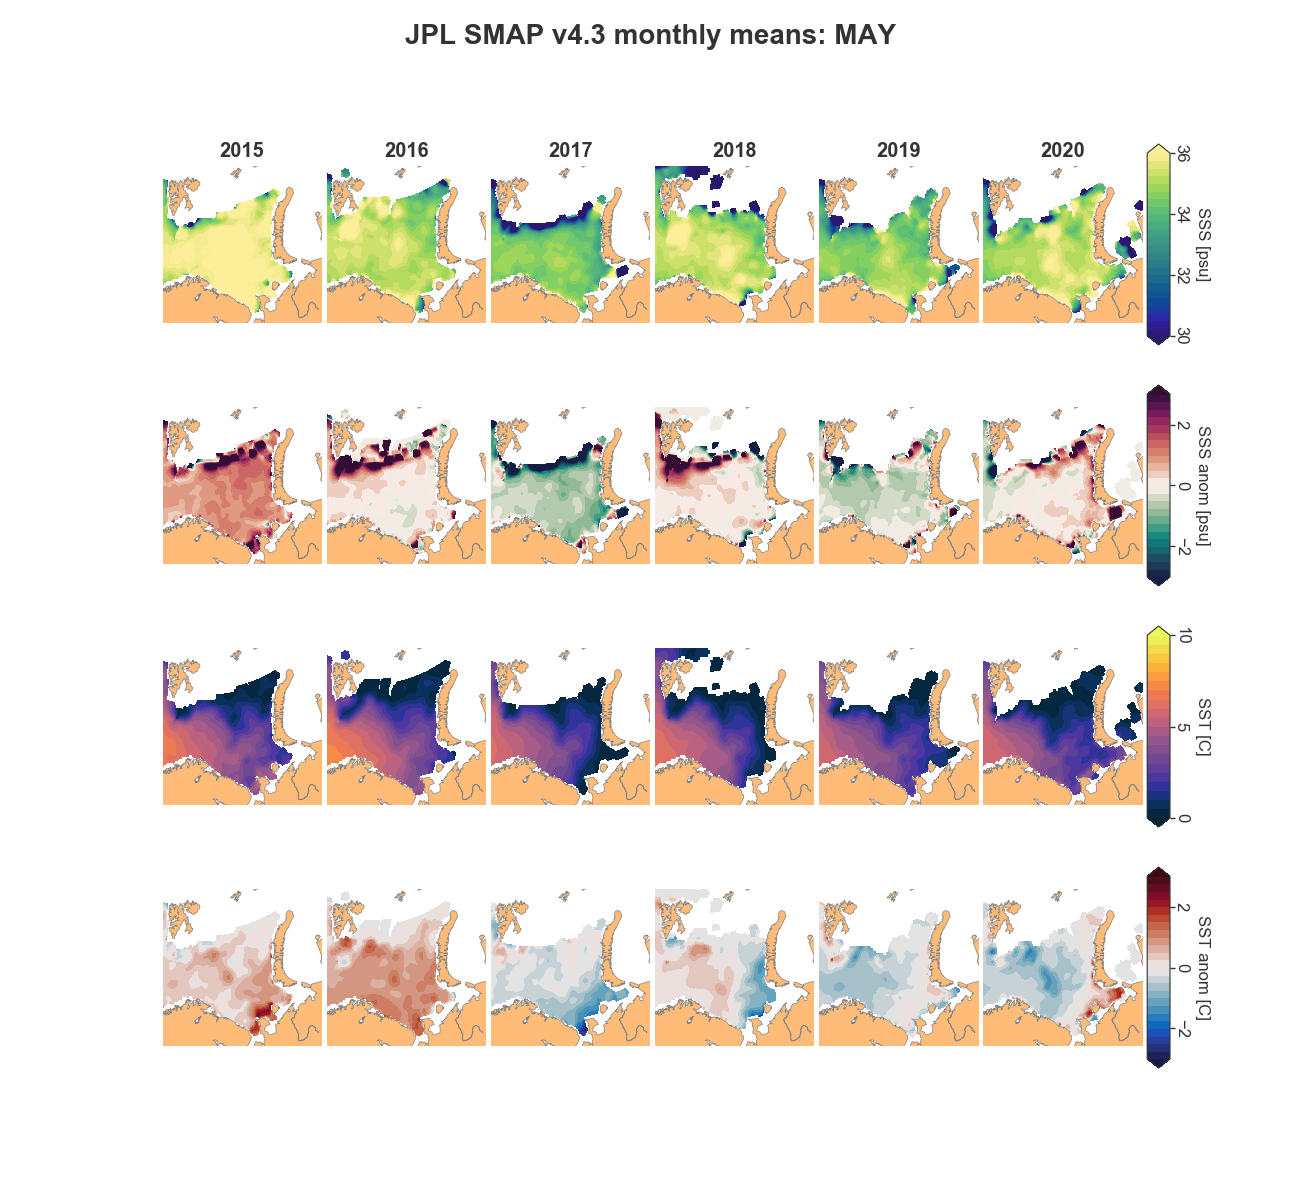 JPL SMAP v4.3 monthly means: MAY
2015 2016 2017 2018 2019 2020
36
34
32
30
SSS [psu]
2
0
−2
SSS anom [psu]
10
5
0
SST [C]
2
0
−2
SST anom [C]